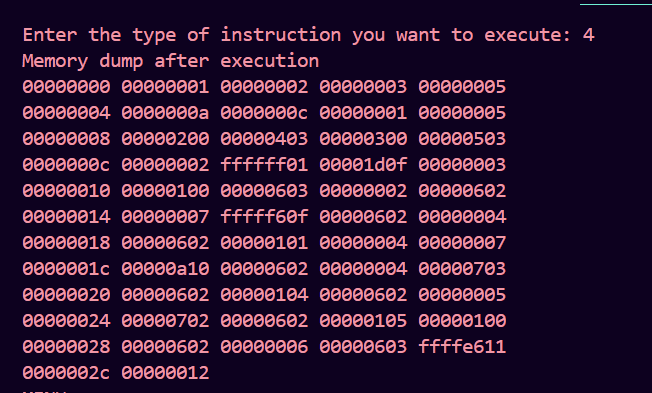 Enter the type of instruction you want to execute: 4
Memory dump after execution
00000000 00000001 00000002 00000003 00000005
00000004 0000000a 0000000c 00000001 00000005
00000008 00000200 00000403 00000300 00000503
0000000c 00000002 ffffff01 00001d0f 00000003
00000010 00000100 00000603 00000002 00000602
00000014 00000007 fffff60f 00000602 00000004
00000018 00000602 00000101 00000004 00000007
0000001c 00000a10 00000602 00000004 00000703
00000020 00000602 00000104 00000602 00000005
00000024 00000702 00000602 00000105 00000100
00000028 00000602 00000006 00000603 ffffe611
0000002c 00000012